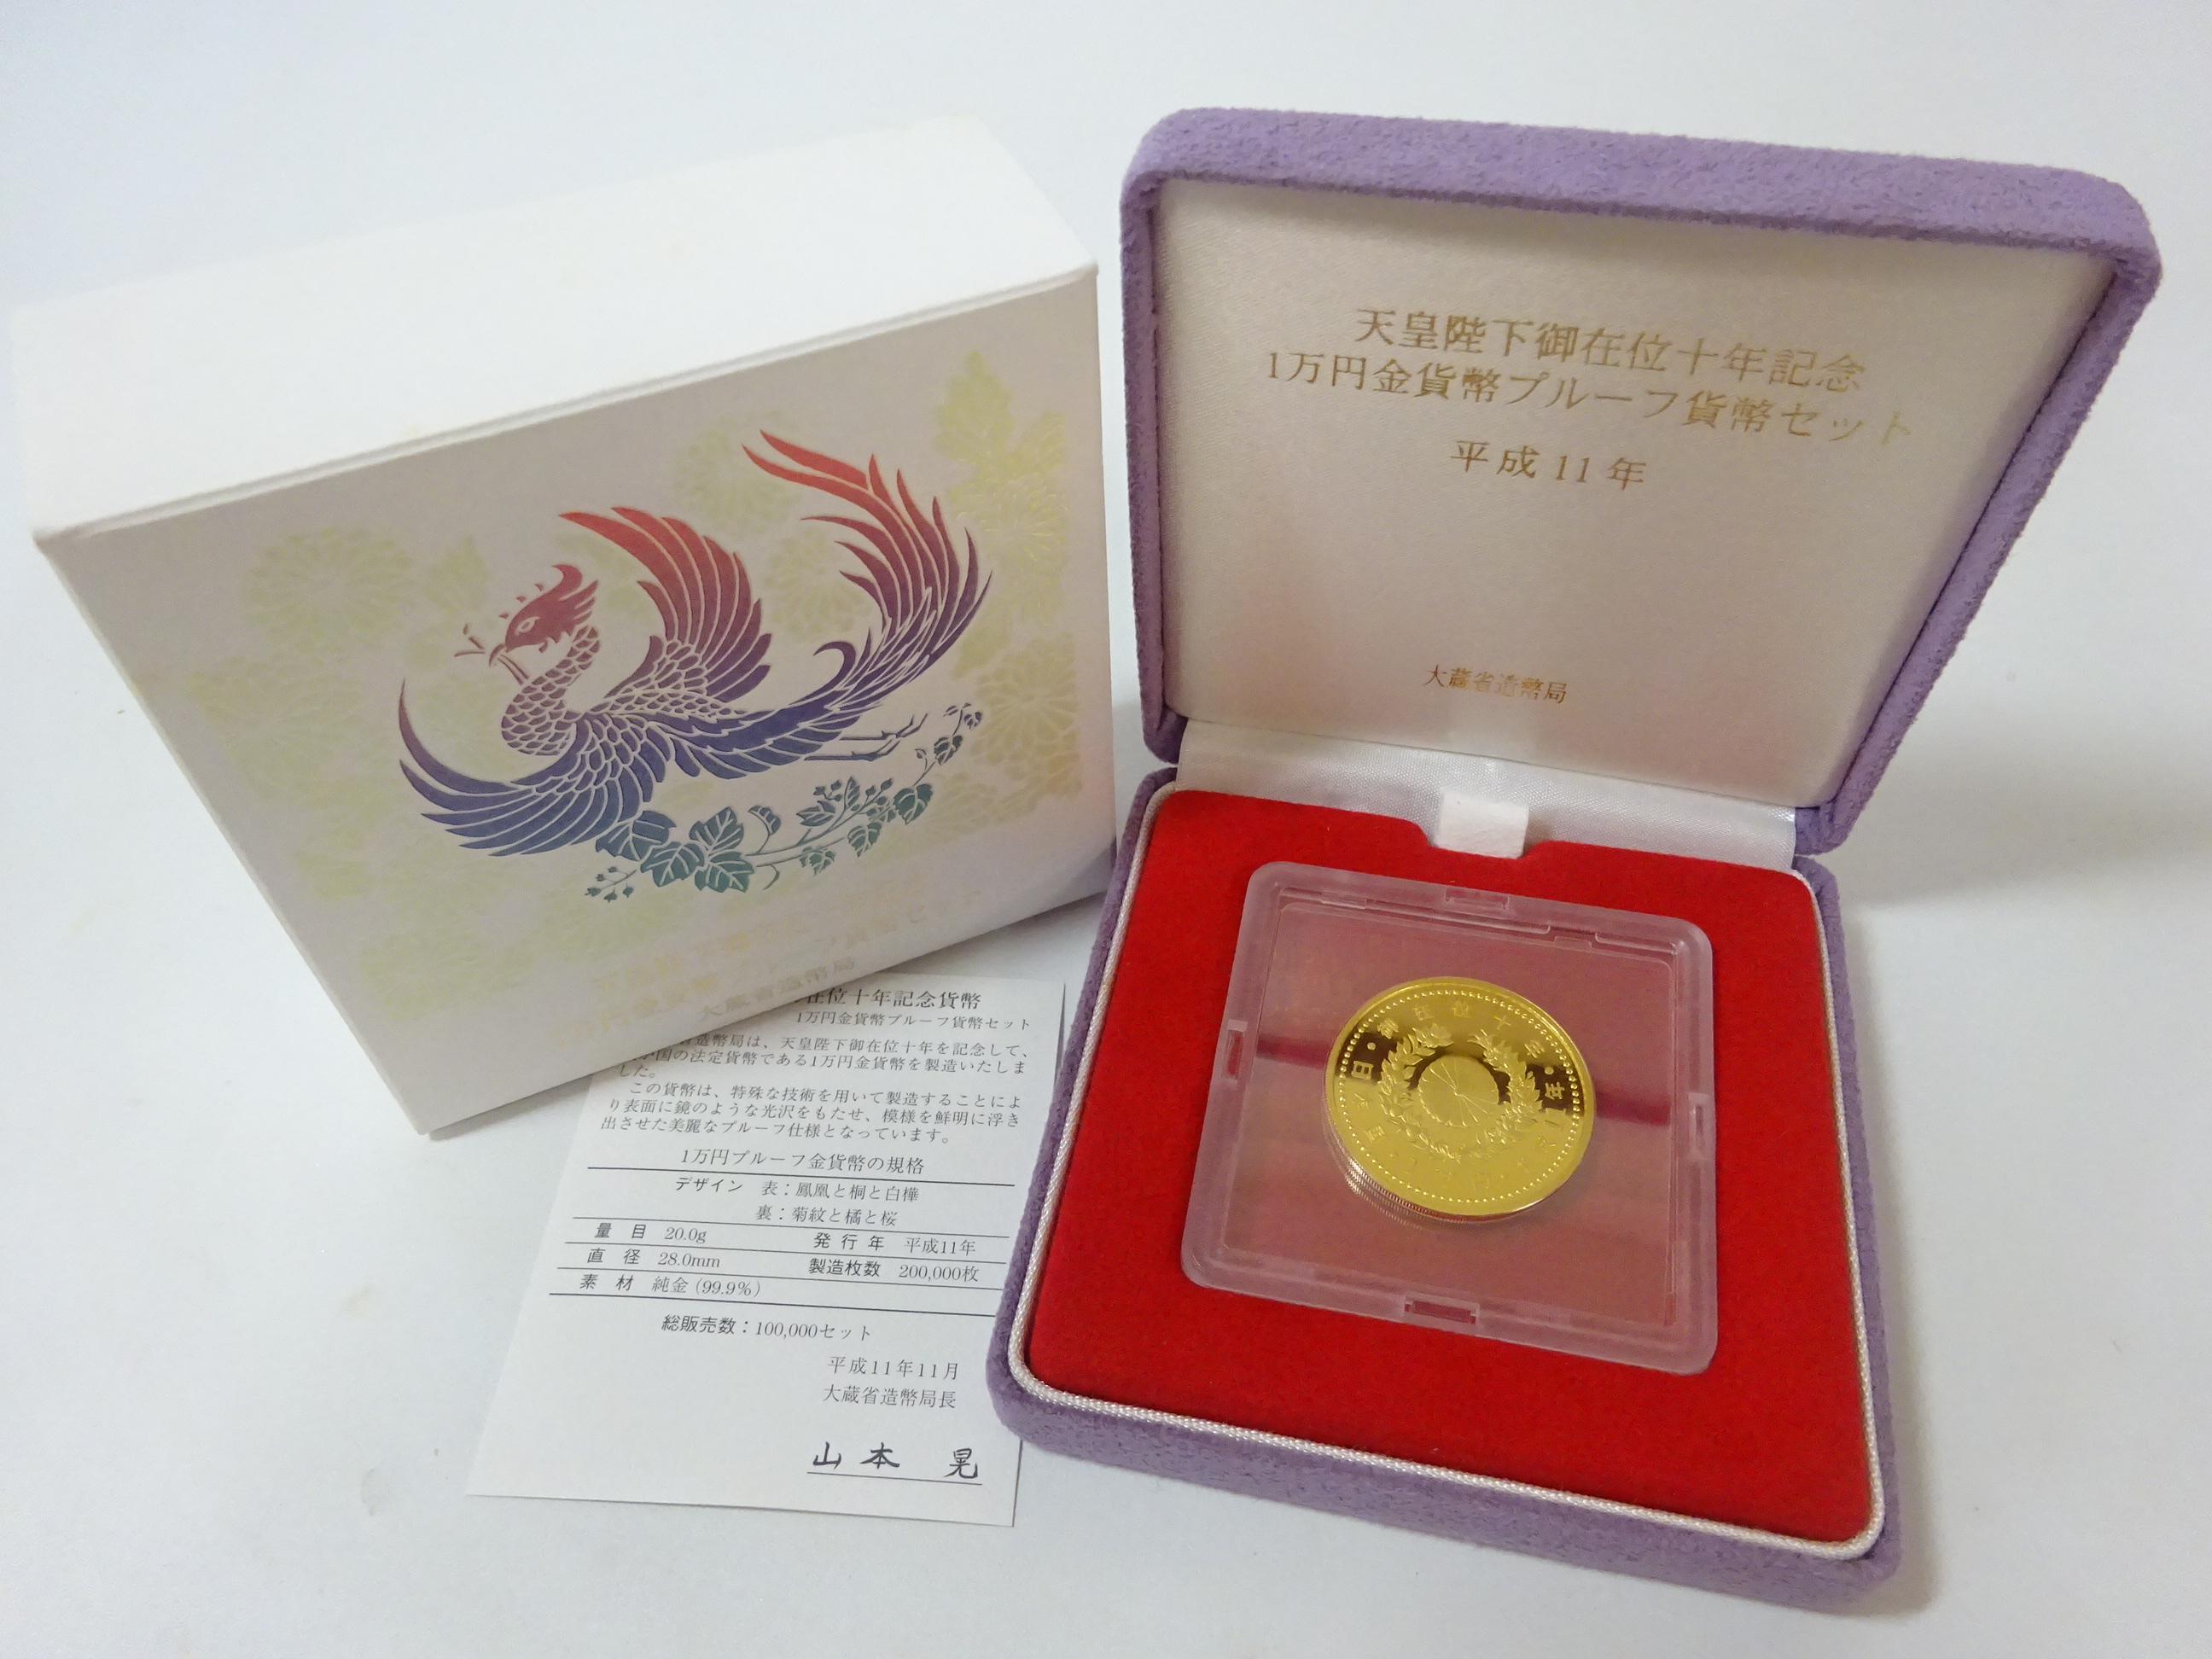 天皇陛下御在位十年記念
1万円金貨幣プルーフ貨幣セット
平成11年
大蔵省造幣局
大蔵省造幣局
在位十年記念貨幣
1万円金貨幣プルーフ貨幣セット
造幣局は、天皇陛下御在位十年を記念して、
国の法定貨幣である1万円金貨幣を製造いたしま
した。
この貨幣は、特殊な技術を用いて製造することによ
り表面に鏡のような光沢をもたせ、模様を鮮明に浮き
出させた美麗なプルーフ仕様となっています。
1万円プルーフ金貨幣の規格
デザイン 表：鳳凰と桐と白樺
裏：菊紋と橘と桜
量目 20.0g 発行年 平成11年
直径 28.0mm 製造枚数 200,000枚
素材 純金(99.9%)
総販売数：100,000セット
平成11年11月
大蔵省造幣局長
山本 晃
御在位十年